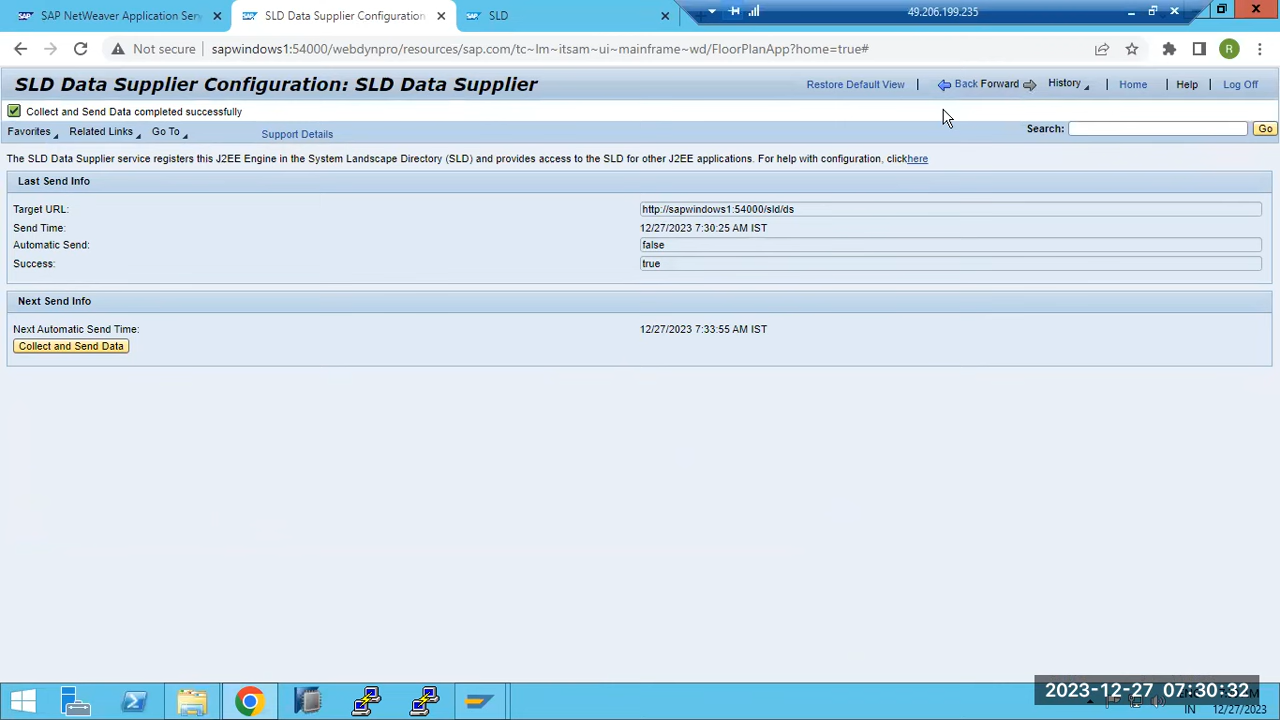 SAP NetWeaver Application Serv
SLD Data Supplier Configuration
SLD
49.206.199.235
Not secure
sapwindows1:54000/webdynpro/resources/sap.com/tc~lm~itsam~ui~mainframe~wd/FloorPlanApp?home=true#
R
SLD Data Supplier Configuration: SLD Data Supplier
Restore Default View
Back
Forward
History
Home
Help
Log Off
Collect and Send Data completed successfully
Favorites
Related Links
Go To
Support Details
Search:
Go
The SLD Data Supplier service registers this J2EE Engine in the System Landscape Directory (SLD) and provides access to the SLD for other J2EE applications. For help with configuration, clickhere
Last Send Info
Target URL:
http://sapwindows1:54000/sld/ds
Send Time:
12/27/2023 7:30:25 AM IST
Automatic Send:
false
Success:
true
Next Send Info
Next Automatic Send Time:
12/27/2023 7:33:55 AM IST
Collect and Send Data
2023-12-27 07:30:32
IN
12/27/2023